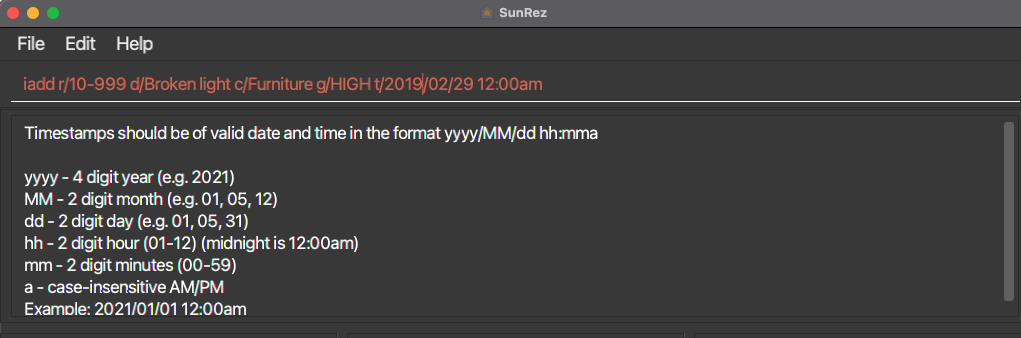 SunRez
File Edit Help
iadd r/10-999 d/Broken light c/Furniture g/HIGH t/2019/02/29 12:00am
Timestamps should be of valid date and time in the format yyyy/MM/dd hh:mma
yyyy - 4 digit year (e.g. 2021)
MM - 2 digit month (e.g. 01, 05, 12)
dd - 2 digit day (e.g. 01, 05, 31)
hh - 2 digit hour (01-12) (midnight is 12:00am)
mm - 2 digit minutes (00-59)
a - case-insensitive AM/PM
Example: 2021/01/01 12:00am